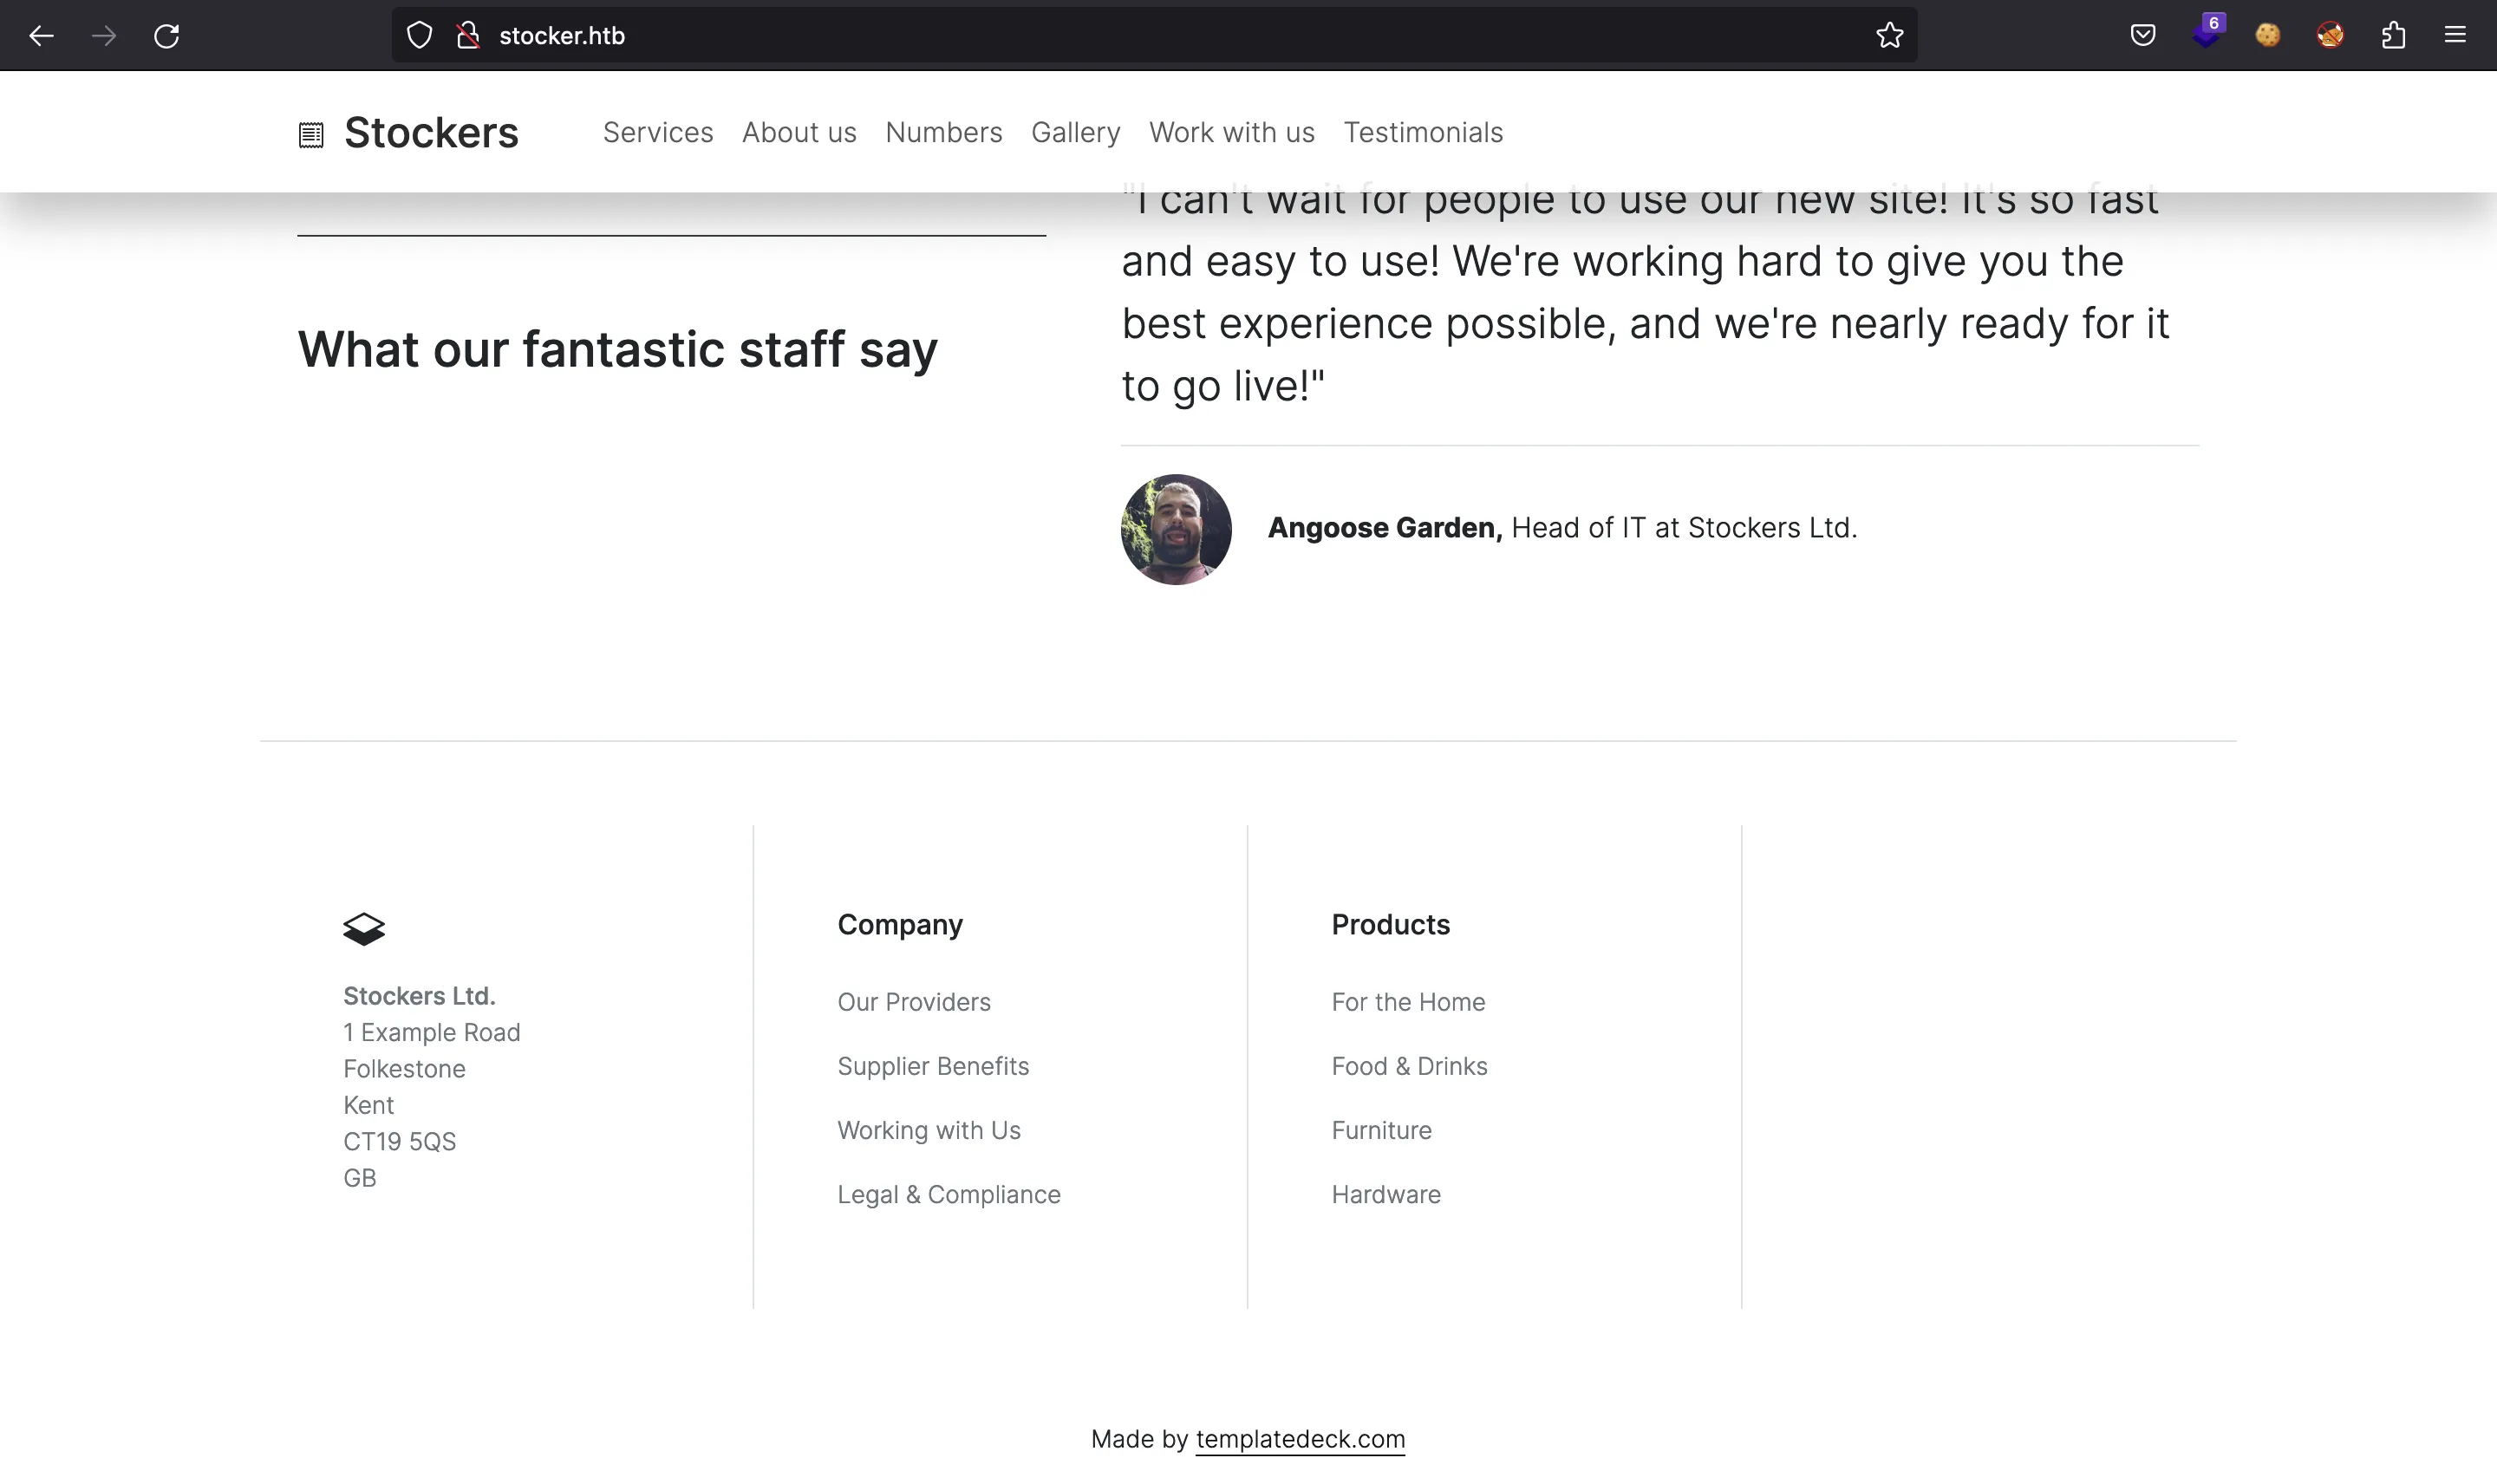 stocker.htb
6
Stockers
Services About us Numbers Gallery Work with us Testimonials
"I can't wait for people to use our new site! It's so fast
and easy to use! We're working hard to give you the
best experience possible, and we're nearly ready for it
to go live!"
What our fantastic staff say
Angoose Garden, Head of IT at Stockers Ltd.
Stockers Ltd.
1 Example Road
Folkestone
Kent
CT19 5QS
GB
Company
Our Providers
Supplier Benefits
Working with Us
Legal & Compliance
Products
For the Home
Food & Drinks
Furniture
Hardware
Made by templatedeck.com